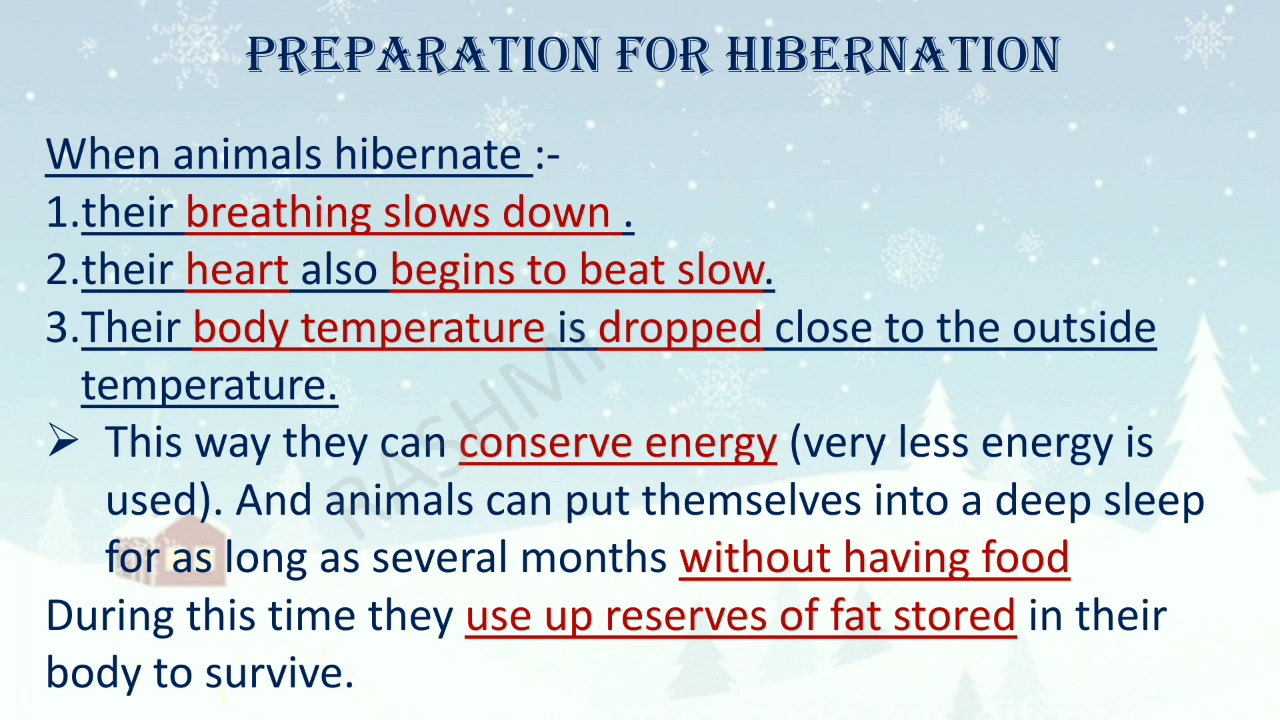 PREPARATION FOR HIBERNATION
When animals hibernate :-
1.their breathing slows down .
2.their heart also begins to beat slow.
3.Their body temperature is dropped close to the outside
temperature.
➢ This way they can conserve energy (very less energy is
used). And animals can put themselves into a deep sleep
for as long as several months without having food
During this time they use up reserves of fat stored in their
body to survive.
RASHMI